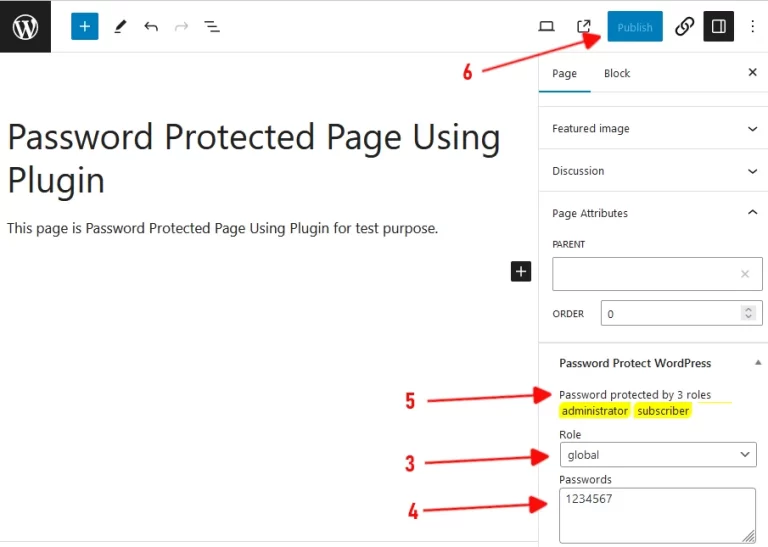 Publish
6
Page Block
Password Protected Page Using
Plugin
This page is Password Protected Page Using Plugin for test purpose.
Featured image
Discussion
Page Attributes
PARENT
ORDER 0
Password Protect WordPress
5
Password protected by 3 roles
administrator subscriber
Role
3
global
Passwords
4
1234567